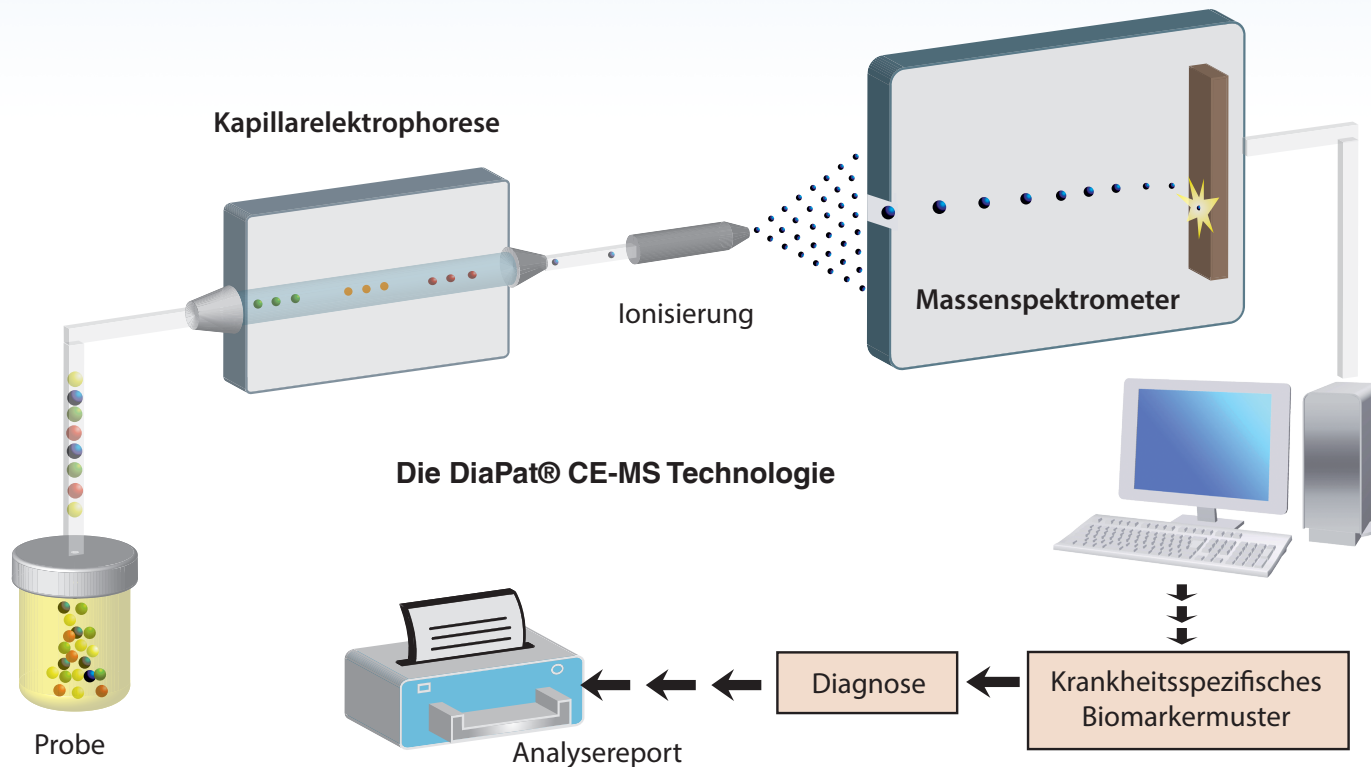 Kapillarelektrophorese
Ionisierung
Massenspektrometer
Die DiaPat® CE-MS Technologie
Probe
Analysereport
Diagnose
Krankheitsspezifisches
Biomarkermuster